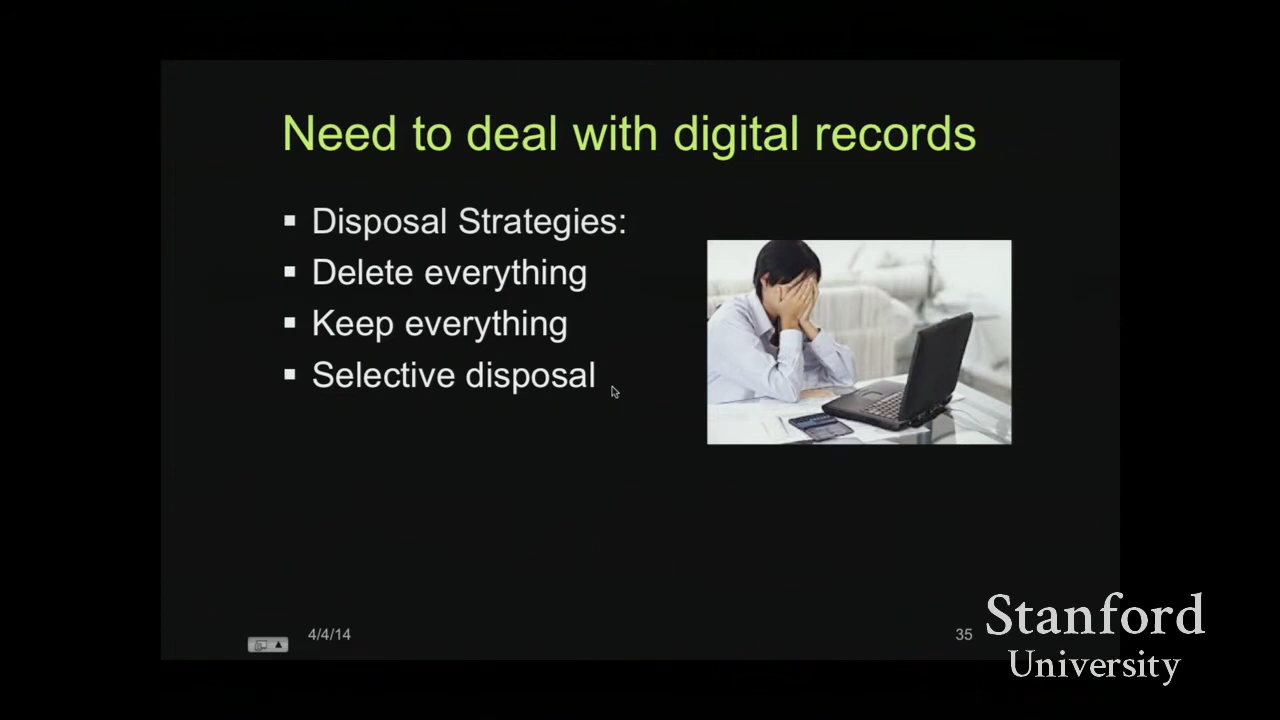 Need to deal with digital records
▪ Disposal Strategies:
▪ Delete everything
▪ Keep everything
▪ Selective disposal
4/4/14
35
Stanford
University